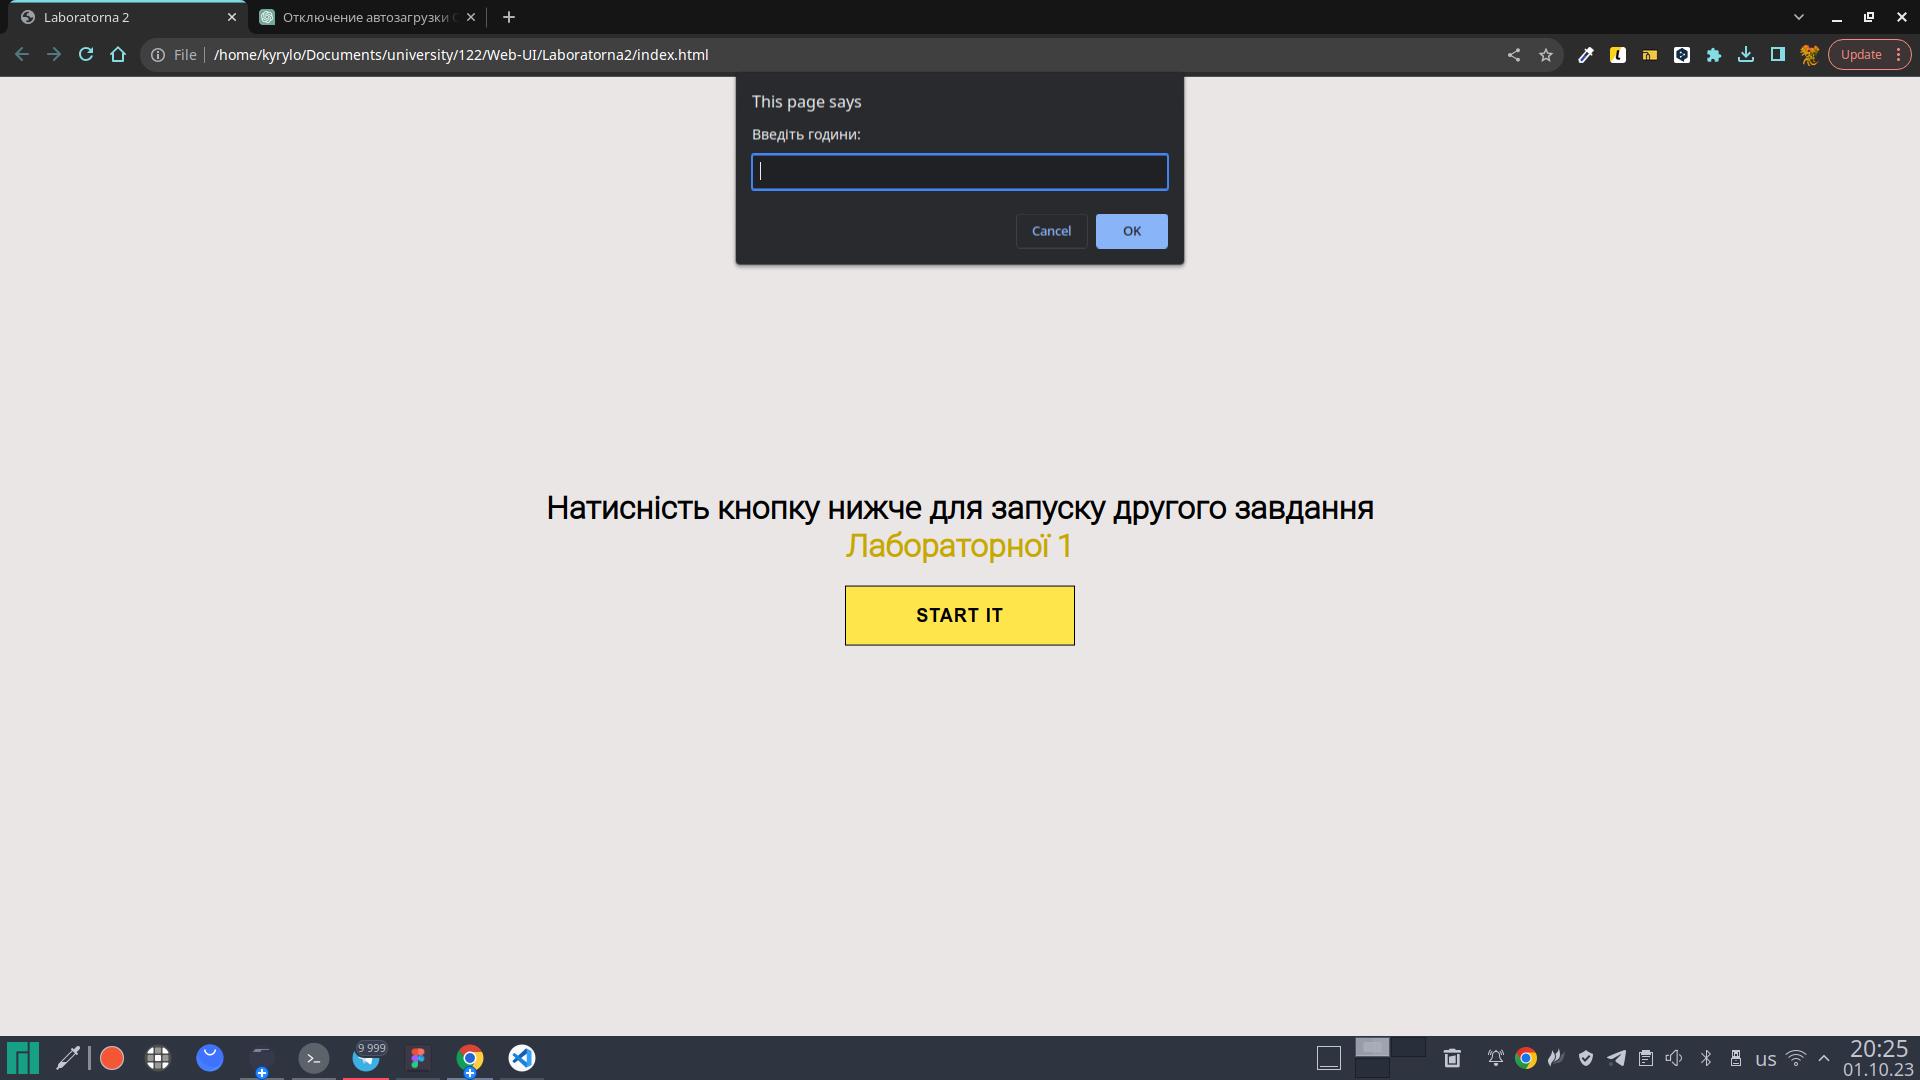 Laboratorna 2
Отключение автозагрузки
File
/home/kyrylo/Documents/university/122/Web-UI/Laboratorna2/index.html
Update
This page says
Введіть години:
Cancel
OK
Натисність кнопку нижче для запуску другого завдання
Лабораторної 1
START IT
9 999
us
20:25
01.10.23